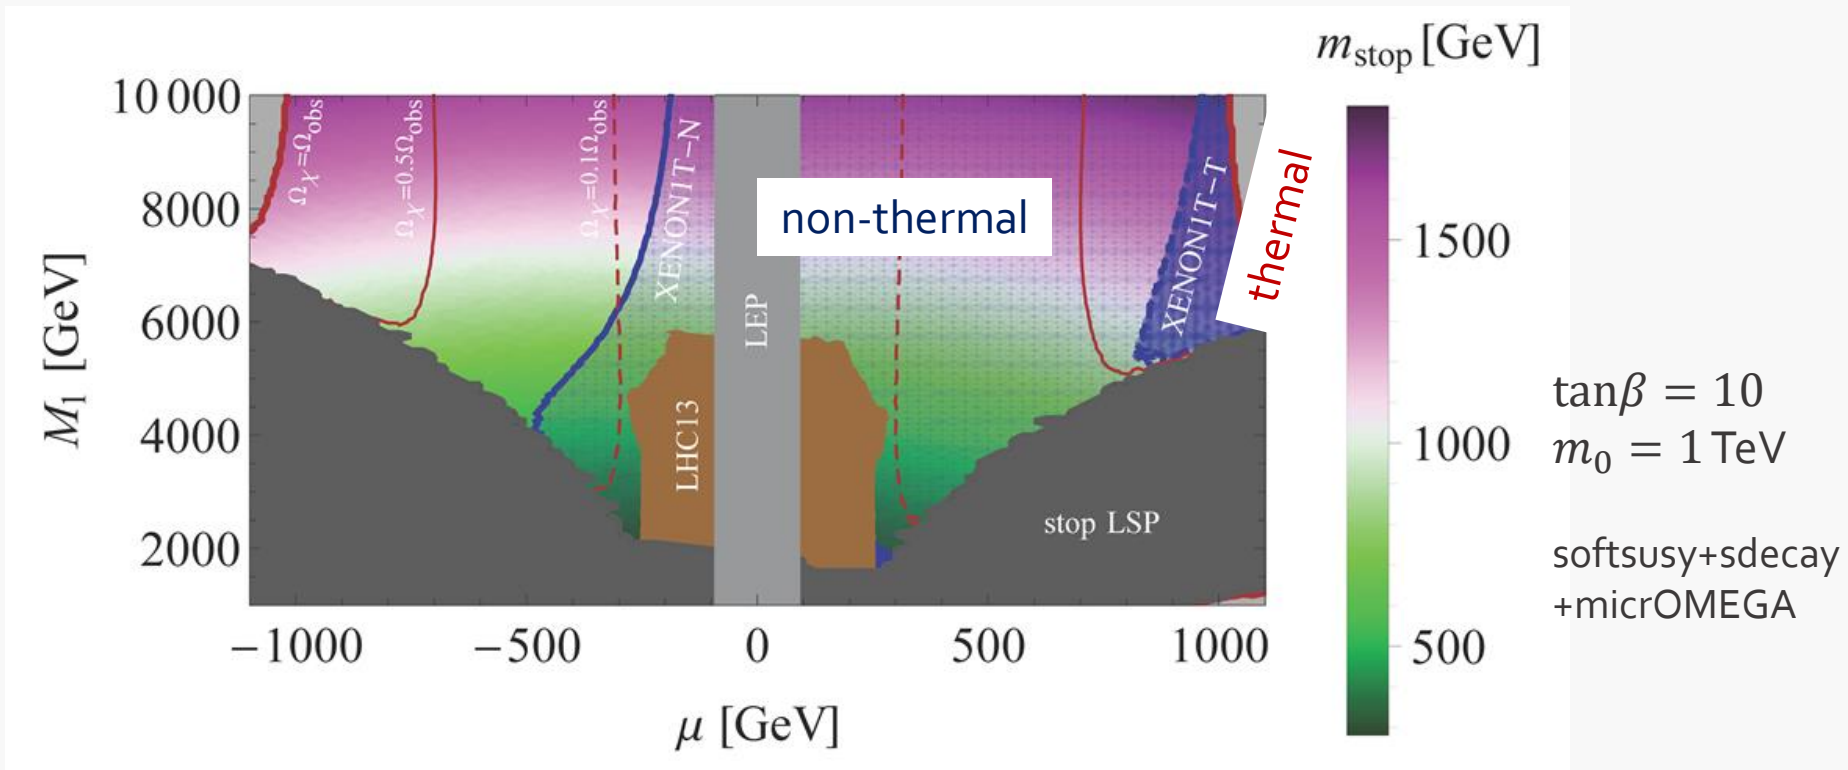 m_stop [GeV]
10 000
8000
6000
4000
2000
M_1 [GeV]
Ω_χ=Ω_obs
Ω_χ=0.5Ω_obs
Ω_χ=0.1Ω_obs
XENON1T−N
LEP
non-thermal
XENON1T−T
thermal
LHC13
stop LSP
−1000
−500
0
500
1000
μ [GeV]
1500
1000
500
tanβ = 10
m_0 = 1 TeV
softsusy+sdecay
+micrOMEGA